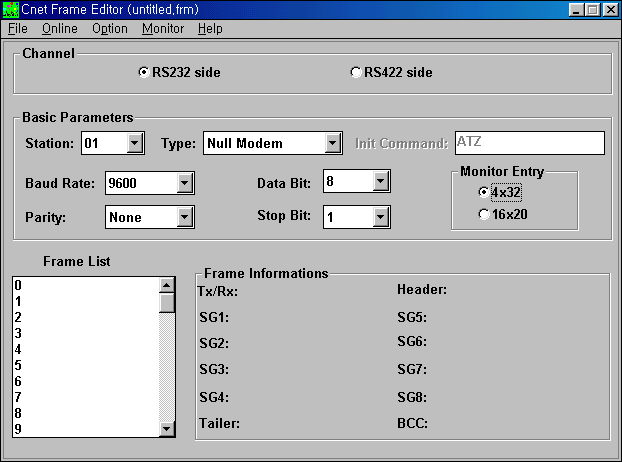 Cnet Frame Editor (untitled,frm)
File Online Option Monitor Help
Channel
RS232 side RS422 side
Basic Parameters
Station: 01 Type: Null Modem Init Command: ATZ
Baud Rate: 9600 Data Bit: 8 Monitor Entry
4x32
Parity: None Stop Bit: 1 16x20
Frame List Frame Informations
0
1
2
3
4
5
6
7
8
9
Tx/Rx: Header:
SG1: SG5:
SG2: SG6:
SG3: SG7:
SG4: SG8:
Tailer: BCC: